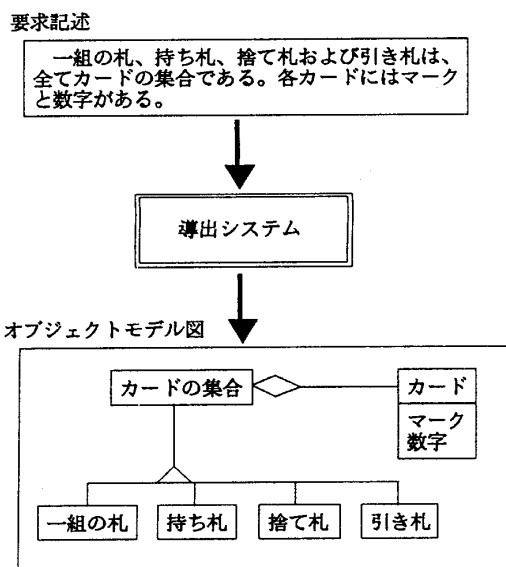 要求記述
一組の札、持ち札、捨て札および引き札は、
全てカードの集合である。各カードにはマーク
と数字がある。
導出システム
オブジェクトモデル図
カードの集合
カード
マーク
数字
一組の札
持ち札
捨て札
引き札